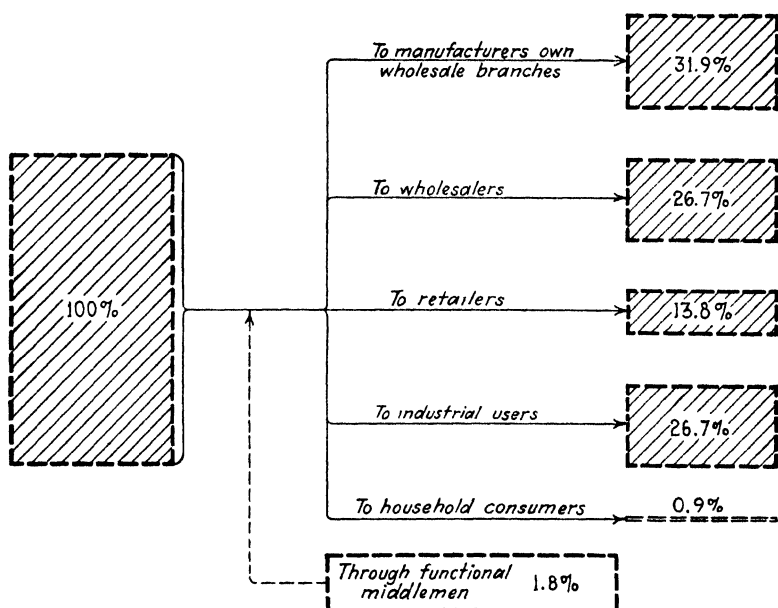 To manufacturers own
wholesale branches
31.9%
To wholesalers
26.7%
100%
To retailers
13.8%
To industrial users
26.7%
To household consumers
0.9%
Through functional
middlemen
1.8%